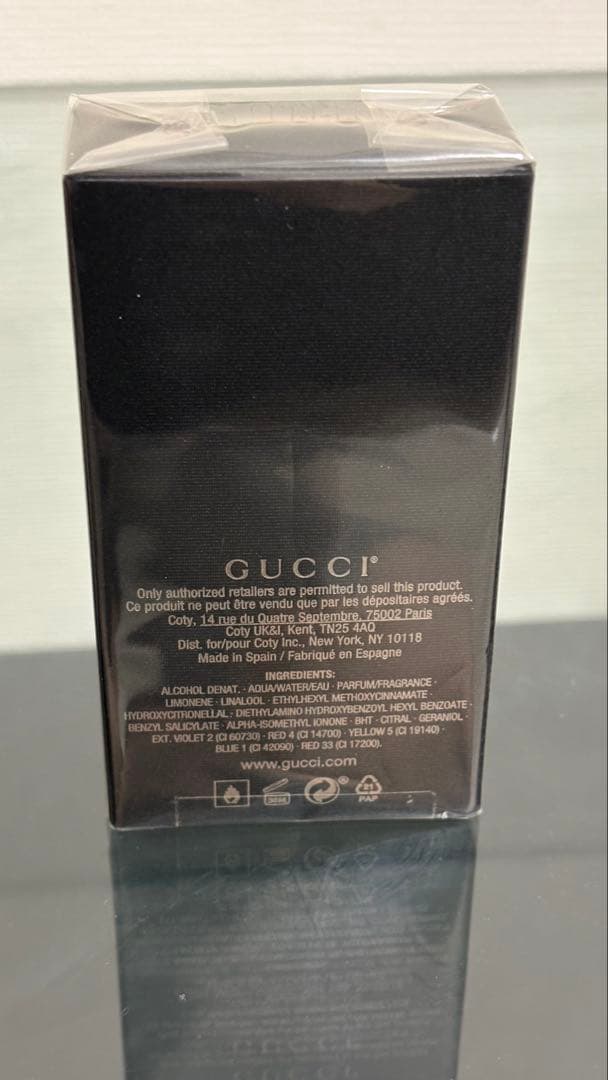 GUCCI®
Only authorized retailers are permitted to sell this product.
Ce produit ne peut être vendu que par les dépositaires agréés.
Coty, 14 rue du Quatre Septembre, 75002 Paris
Coty UK&I, Kent, TN25 4AQ
Dist. for/pour Coty Inc., New York, NY 10118
Made in Spain / Fabriqué en Espagne
INGREDIENTS:
ALCOHOL DENAT. · AQUA/WATER/EAU · PARFUM/FRAGRANCE ·
LIMONENE · LINALOOL · ETHYLHEXYL METHOXYCINNAMATE ·
HYDROXYCITRONELLAL · DIETHYLAMINO HYDROXYBENZOYL HEXYL BENZOATE ·
BENZYL SALICYLATE · ALPHA-ISOMETHYL IONONE · BHT · CITRAL · GERANIOL ·
EXT. VIOLET 2 (CI 60730) · RED 4 (CI 14700) · YELLOW 5 (CI 19140) ·
BLUE 1 (CI 42090) · RED 33 (CI 17200).
www.gucci.com
36M ® 21
PAP